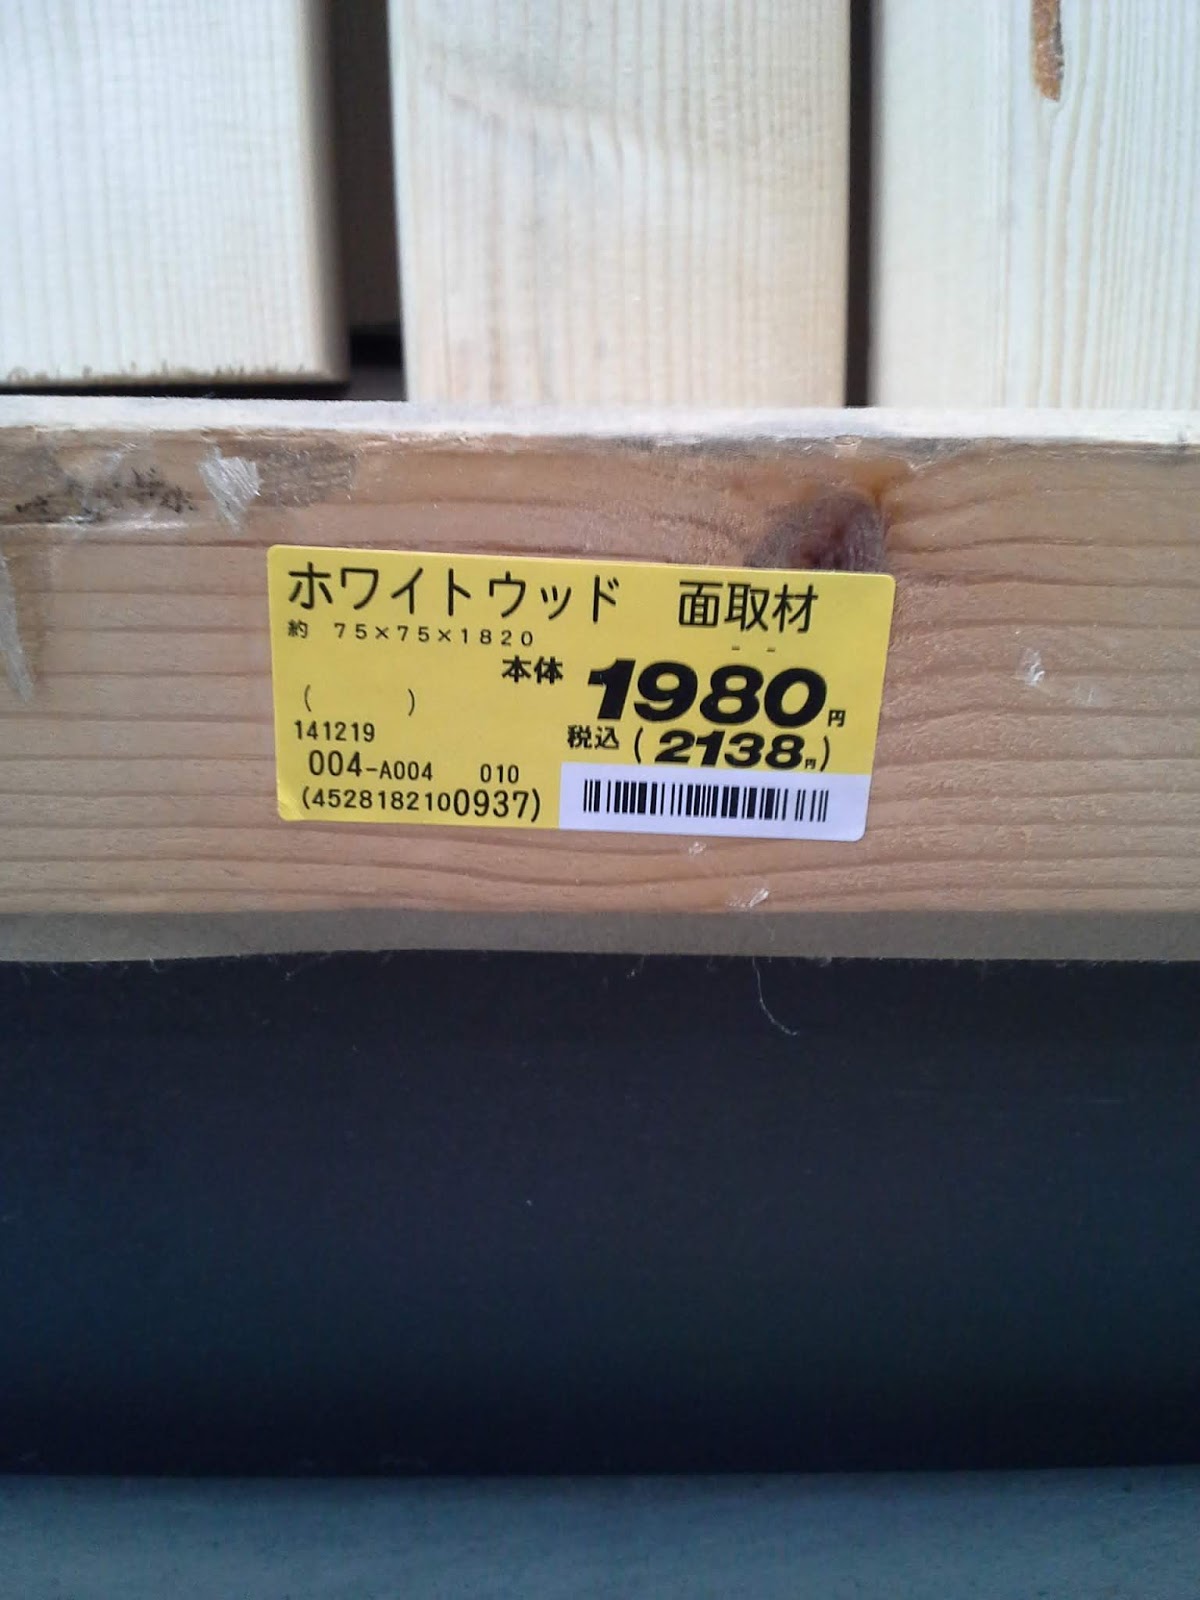 ホワイトウッド　面取材
約 75×75×1820
本体 1980円
(　　　)
税込(2138円)
141219
004-A004 010
(4528182100937)